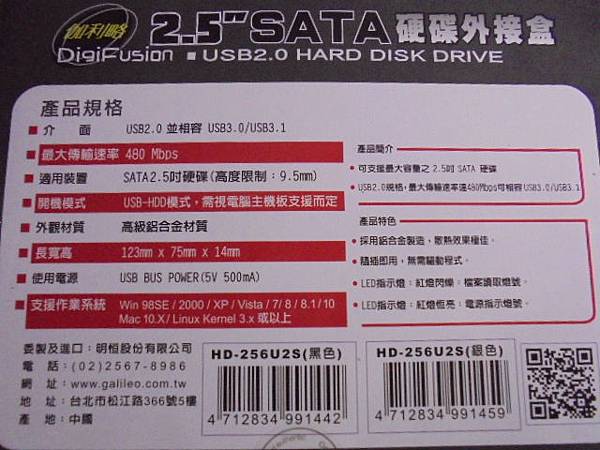 伽利略
DigiFusion
2.5"SATA硬碟外接盒
■ USB2.0 HARD DISK DRIVE
產品規格
■ 介 面 USB2.0 並相容 USB3.0/USB3.1
■ 最大傳輸速率 480 Mbps
■ 適用裝置 SATA2.5吋硬碟(高度限制：9.5mm)
■ 開機模式 USB-HDD模式，需視電腦主機板支援而定
■ 外觀材質 高級鋁合金材質
■ 長寬高 123mm x 75mm x 14mm
■ 使用電源 USB BUS POWER(5V 500mA)
■ 支援作業系統 Win 98SE / 2000 / XP / Vista / 7/ 8 / 8.1/10
Mac 10.X / Linux Kernel 3.x 或以上
產品簡介
• 可支援最大容量之 2.5吋 SATA 硬碟
• USB2.0規格，最大傳輸速率達480Mbps可相容USB3.0/USB3.1
產品特色
• 採用鋁合金製造，散熱效果極佳。
• 隨插即用，無需驅動程式。
• LED指示燈：紅燈閃爍：檔案讀取燈號。
• LED指示燈：紅燈恆亮：電源指示燈號。
委製及進口：明恒股份有限公司
電 話：(02)2567-8986
網 址：www.galileo.com.tw
地 址：台北市松江路366號5樓
產 地：中國
HD-256U2S(黑色)
4 712834 991442
HD-256U2S(銀色)
4 712834 991459